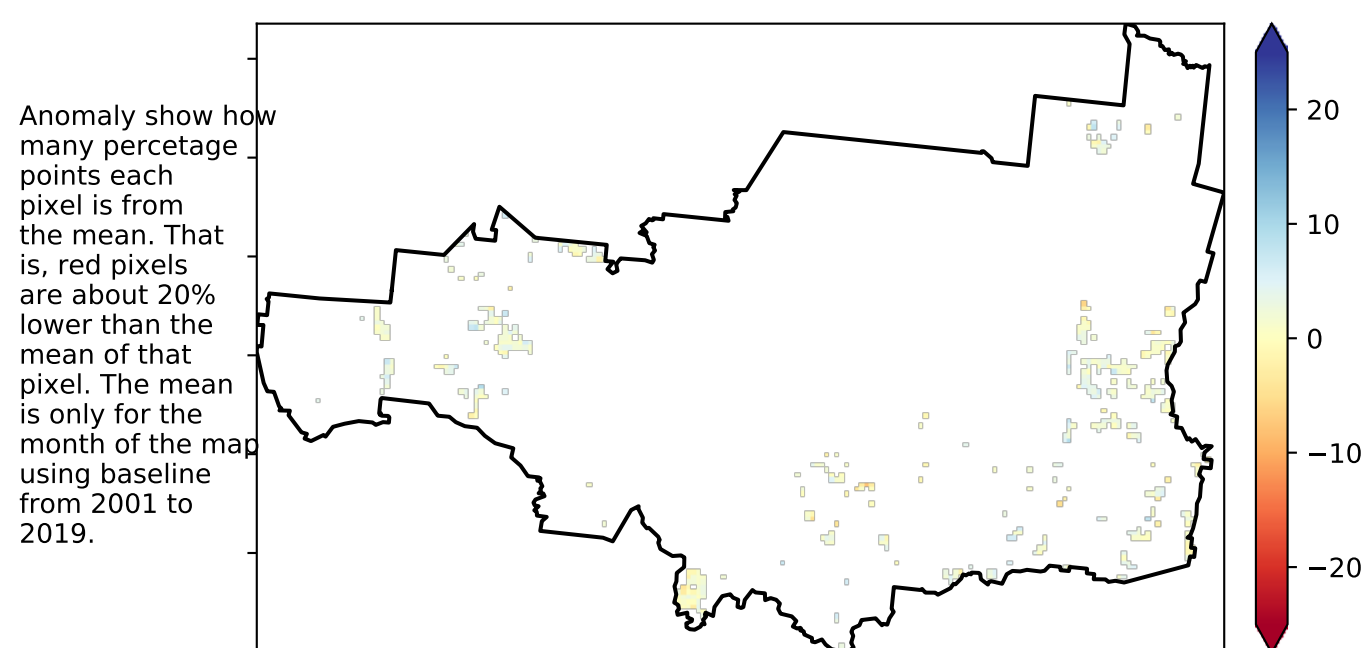 Anomaly show how
many percetage
points each
pixel is from
the mean. That
is, red pixels
are about 20%
lower than the
mean of that
pixel. The mean
is only for the
month of the map
using baseline
from 2001 to
2019.
20
10
0
−10
−20